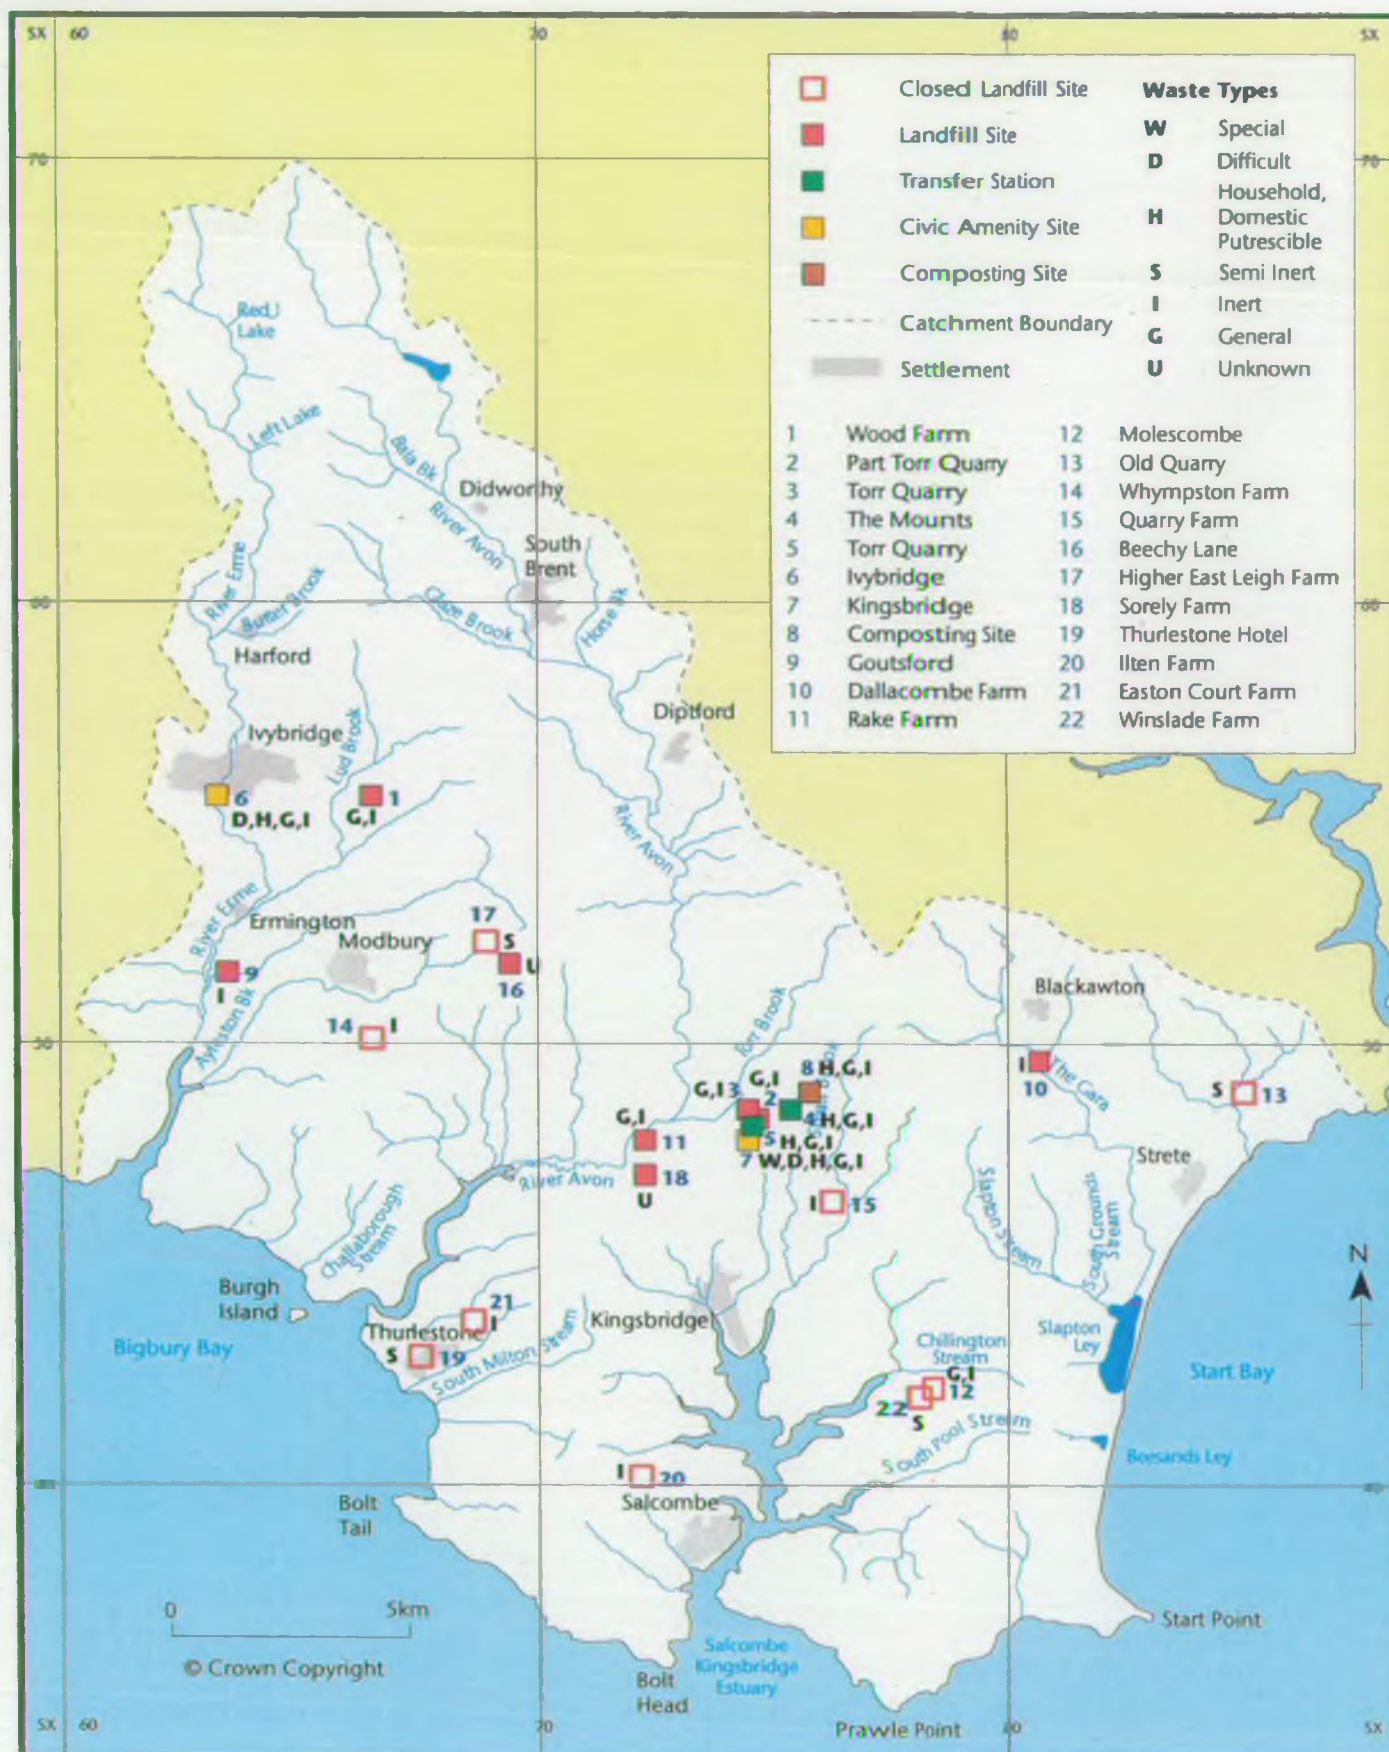 SX 60 70 80 SX
Closed Landfill Site
Landfill Site
Transfer Station
Civic Amenity Site
Composting Site
Catchment Boundary
Settlement
Waste Types
W Special
D Difficult
Household,
H Domestic
Putrescible
S Semi Inert
I Inert
G General
U Unknown
1 Wood Farm
2 Part Torr Quarry
3 Torr Quarry
4 The Mounts
5 Torr Quarry
6 Ivybridge
7 Kingsbridge
8 Composting Site
9 Goutsford
10 Dallacombe Farm
11 Rake Farm
12 Molescombe
13 Old Quarry
14 Whympston Farm
15 Quarry Farm
16 Beechy Lane
17 Higher East Leigh Farm
18 Sorely Farm
19 Thurlestone Hotel
20 Ilten Farm
21 Easton Court Farm
22 Winslade Farm
70
70
Red
Lake
Left Lake
Bala Bk
Didworthy
River Avon
South
Brent
River Erme
Butter Brook
Glaze Brook
Horse Bk
60
60
Harford
Ivybridge
Lud Brook
Diptford
6
D,H,G,I
1
G,I
River Avon
River Erme
Ermington
Modbury
17
S
U
16
9
I
Ayleston Bk
14
I
Blackawton
Torr Brook
G,I
8 H,G,I
G,I 3
2
4 H,G,I
5 H,G,I
7 W,D,H,G,I
G,I
11
18
U
I
10
The Gara
S
13
River Avon
I
15
Strete
Slapton Stream
South Grounds
Stream
Challaborough
Stream
N
Burgh
Island
Bigbury Bay
21
I
Thurlestone
S
19
South Milton Stream
Kingsbridge
Chillington
Stream
Slapton
Ley
Start Bay
G,I
12
22
S
South Pool Stream
Beesands Ley
I
20
Salcombe
Bolt
Tail
0 5km
© Crown Copyright
Start Point
Salcombe
Kingsbridge
Estuary
Bolt
Head
Prawle Point
SX 60 70 80 SX